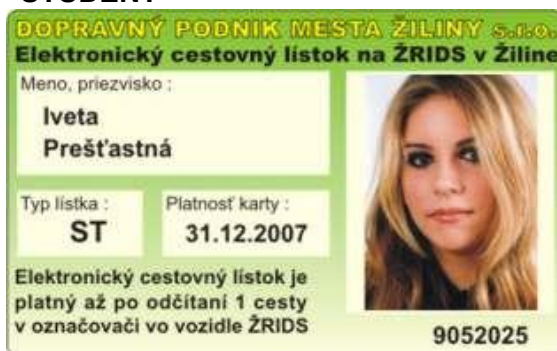 DOPRAVNÝ PODNIK MESTA ŽILINY s.r.o.
Elektronický cestovný lístok na ŽRIDS v Žiline
Meno, priezvisko :
Iveta
Prešťastná
Typ lístka :
ST
Platnosť karty :
31.12.2007
Elektronický cestovný lístok je
platný až po odčítaní 1 cesty
v označovači vo vozidle ŽRIDS
9052025